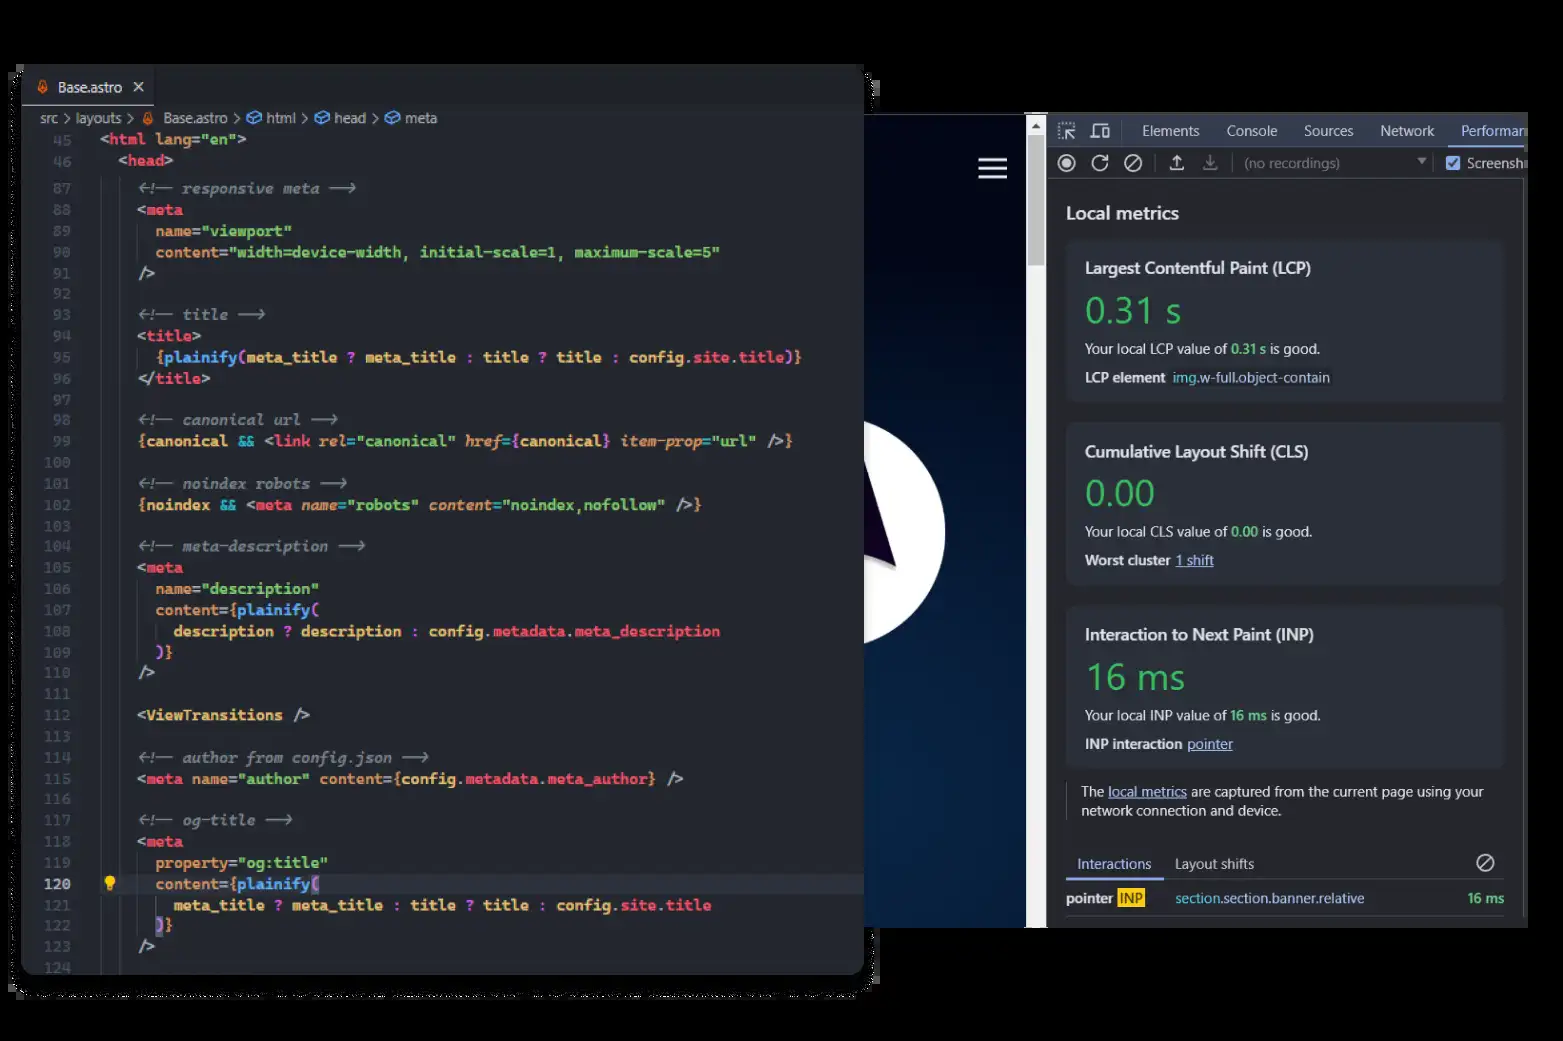 Base.astro ×
src > layouts > Base.astro > html > head > meta
45 <html lang="en">
46 <head>
87 <!-- responsive meta -->
88 <meta
89 name="viewport"
90 content="width=device-width, initial-scale=1, maximum-scale=5"
91 />
92
93 <!-- title -->
94 <title>
95 {plainify(meta_title ? meta_title : title ? title : config.site.title)}
96 </title>
97
98 <!-- canonical url -->
99 {canonical && <link rel="canonical" href={canonical} item-prop="url" />}
100
101 <!-- noindex robots -->
102 {noindex && <meta name="robots" content="noindex,nofollow" />}
103
104 <!-- meta-description -->
105 <meta
106 name="description"
107 content={plainify(
108 description ? description : config.metadata.meta_description
109 )}
110 />
111
112 <ViewTransitions />
113
114 <!-- author from config.json -->
115 <meta name="author" content={config.metadata.meta_author} />
116
117 <!-- og-title -->
118 <meta
119 property="og:title"
120 content={plainify(
121 meta_title ? meta_title : title ? title : config.site.title
122 )}
123 />
124
Elements Console Sources Network Performan
(no recordings) Screensh
Local metrics
Largest Contentful Paint (LCP)
0.31 s
Your local LCP value of 0.31 s is good.
LCP element img.w-full.object-contain
Cumulative Layout Shift (CLS)
0.00
Your local CLS value of 0.00 is good.
Worst cluster 1 shift
Interaction to Next Paint (INP)
16 ms
Your local INP value of 16 ms is good.
INP interaction pointer
The local metrics are captured from the current page using your
network connection and device.
Interactions Layout shifts
pointer INP section.section.banner.relative 16 ms